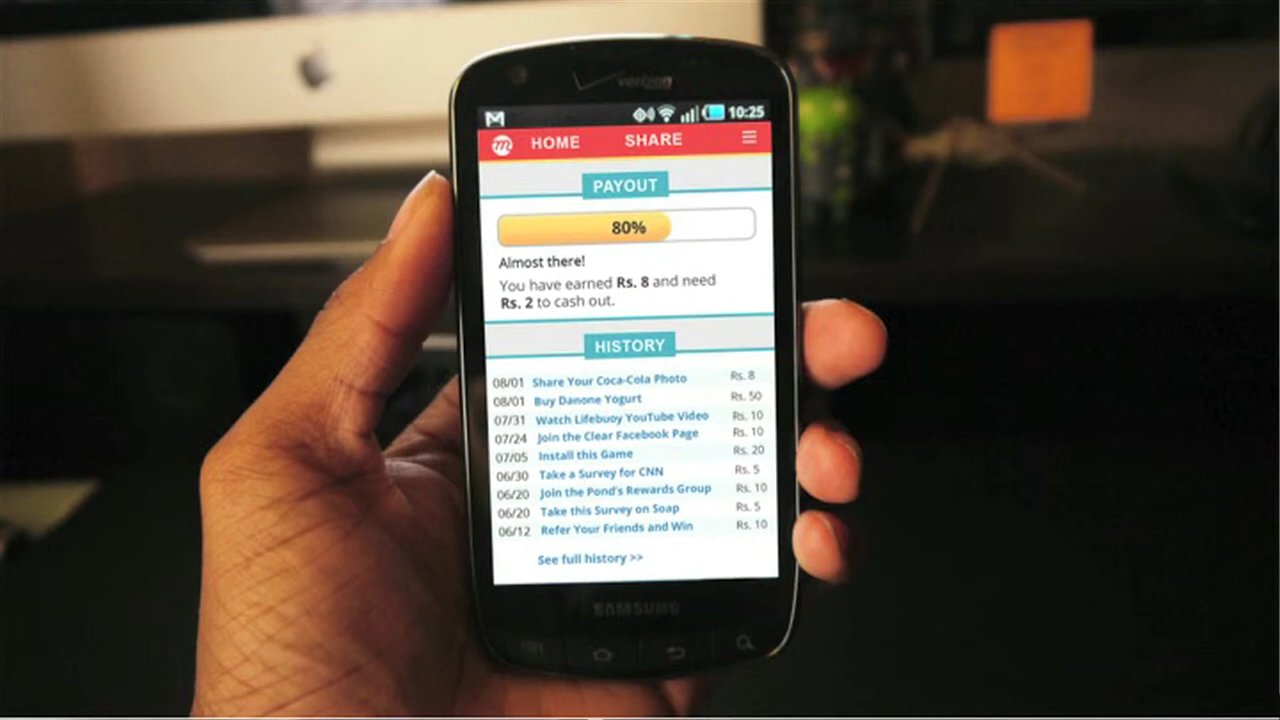 verizon
10:25
HOME SHARE
PAYOUT
80%
Almost there!
You have earned Rs. 8 and need
Rs. 2 to cash out.
HISTORY
08/01 Share Your Coca-Cola Photo Rs. 8
08/01 Buy Danone Yogurt Rs. 50
07/31 Watch Lifebuoy YouTube Video Rs. 10
07/24 Join the Clear Facebook Page Rs. 10
07/05 Install this Game Rs. 20
06/30 Take a Survey for CNN Rs. 5
06/20 Join the Pond's Rewards Group Rs. 10
06/20 Take this Survey on Soap Rs. 5
06/12 Refer Your Friends and Win Rs. 10
See full history >>
SAMSUNG